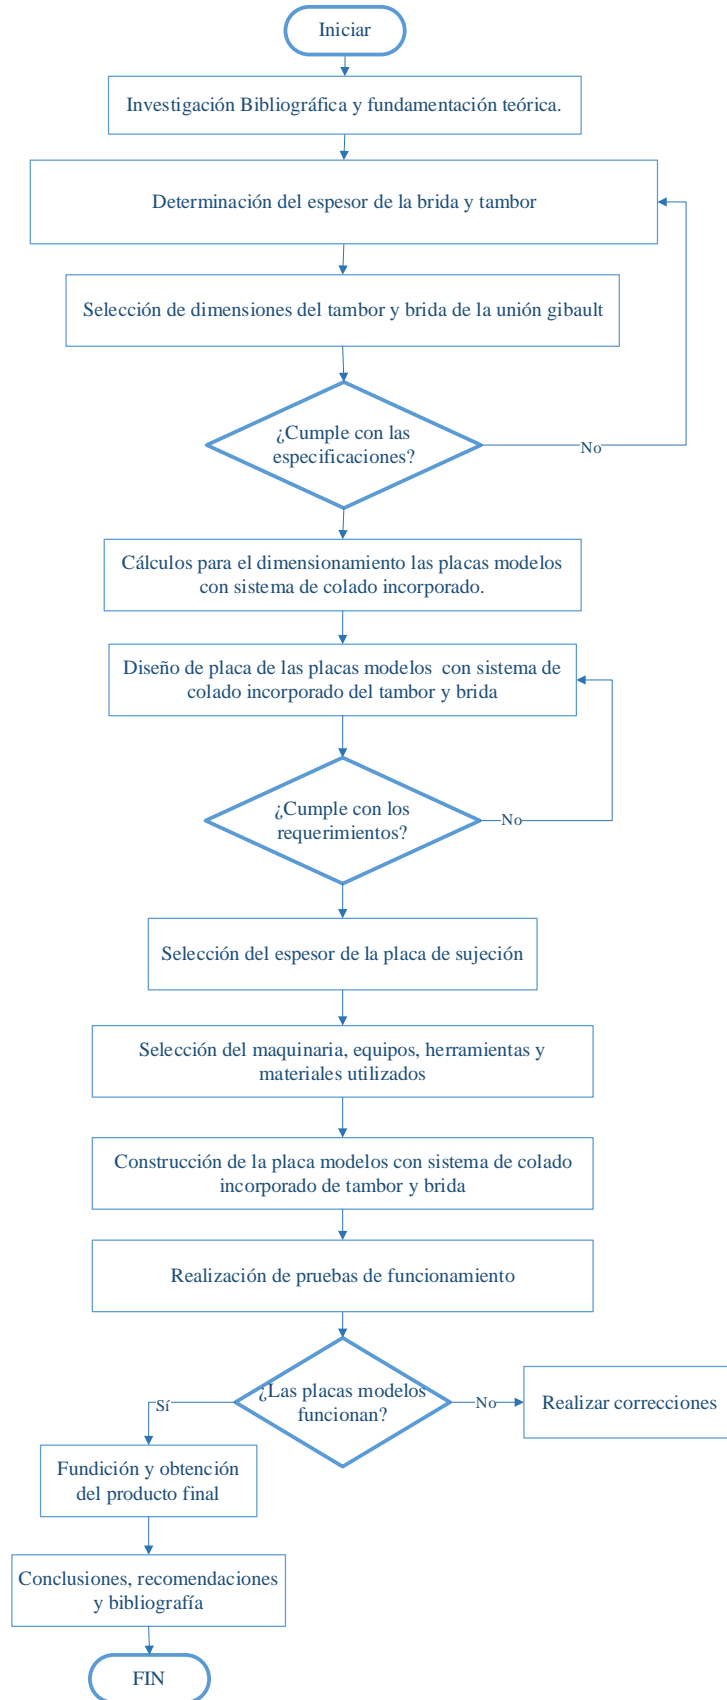 Iniciar
Investigación Bibliográfica y fundamentación teórica.
Determinación del espesor de la brida y tambor
Selección de dimensiones del tambor y brida de la unión gibault
¿Cumple con las
especificaciones?
No
Cálculos para el dimensionamiento las placas modelos
con sistema de colado incorporado.
Diseño de placa de las placas modelos con sistema de
colado incorporado del tambor y brida
¿Cumple con los
requerimientos?
No
Selección del espesor de la placa de sujeción
Selección del maquinaria, equipos, herramientas y
materiales utilizados
Construcción de la placa modelos con sistema de colado
incorporado de tambor y brida
Realización de pruebas de funcionamiento
¿Las placas modelos
funcionan?
Sí
No
Realizar correcciones
Fundición y obtención
del producto final
Conclusiones, recomendaciones
y bibliografía
FIN